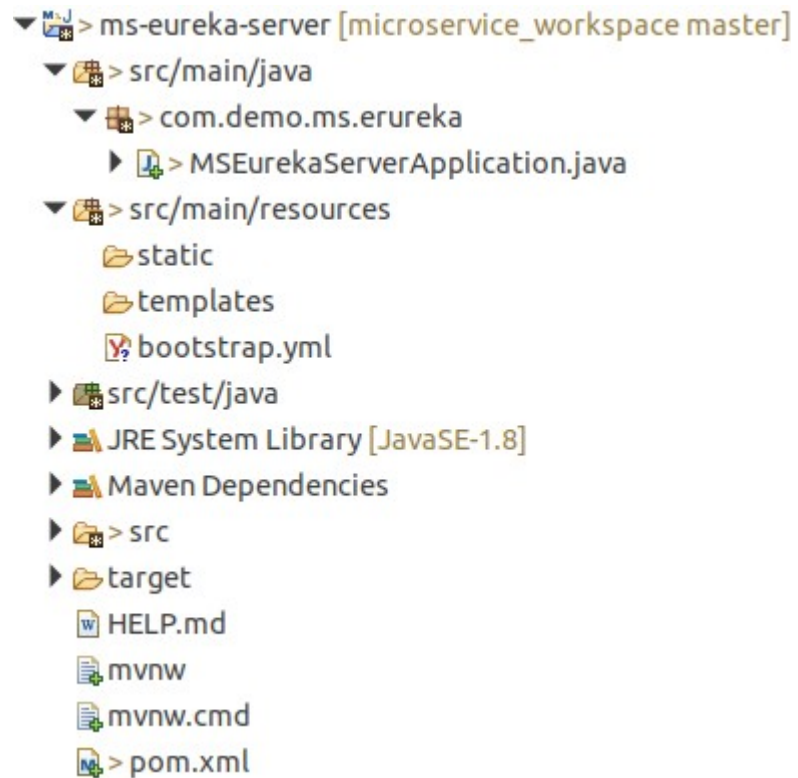 > ms-eureka-server [microservice_workspace master]
> src/main/java
> com.demo.ms.erureka
> MSEurekaServerApplication.java
> src/main/resources
static
templates
bootstrap.yml
src/test/java
JRE System Library [JavaSE-1.8]
Maven Dependencies
> src
target
HELP.md
mvnw
mvnw.cmd
> pom.xml